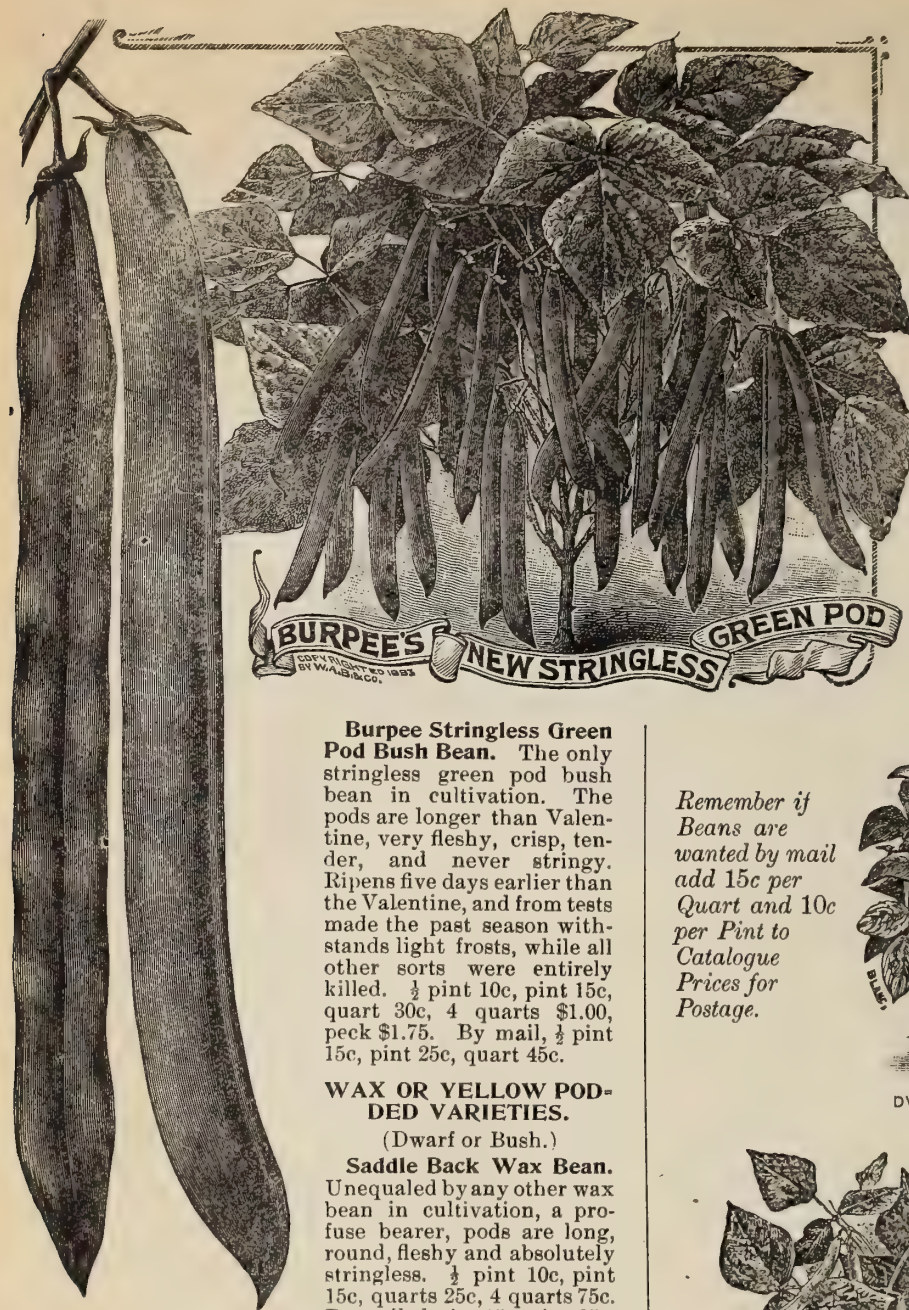 BURPEE'S
NEW STRINGLESS
GREEN POD
COPYRIGHTED 1893
BY W.A.B.&CO.
Burpee Stringless Green
Pod Bush Bean. The only
stringless green pod bush
bean in cultivation. The
pods are longer than Valen-
tine, very fleshy, crisp, ten-
der, and never stringy.
Ripens five days earlier than
the Valentine, and from tests
made the past season with-
stands light frosts, while all
other sorts were entirely
killed. ½ pint 10c, pint 15c,
quart 30c, 4 quarts $1.00,
peck $1.75. By mail, ½ pint
15c, pint 25c, quart 45c.
WAX OR YELLOW POD=
DED VARIETIES.
(Dwarf or Bush.)
Saddle Back Wax Bean.
Unequaled by any other wax
bean in cultivation, a pro-
fuse bearer, pods are long,
round, fleshy and absolutely
stringless. ½ pint 10c, pint
15c, quarts 25c, 4 quarts 75c.
Remember if
Beans are
wanted by mail
add 15c per
Quart and 10c
per Pint to
Catalogue
Prices for
Postage.
BLANC